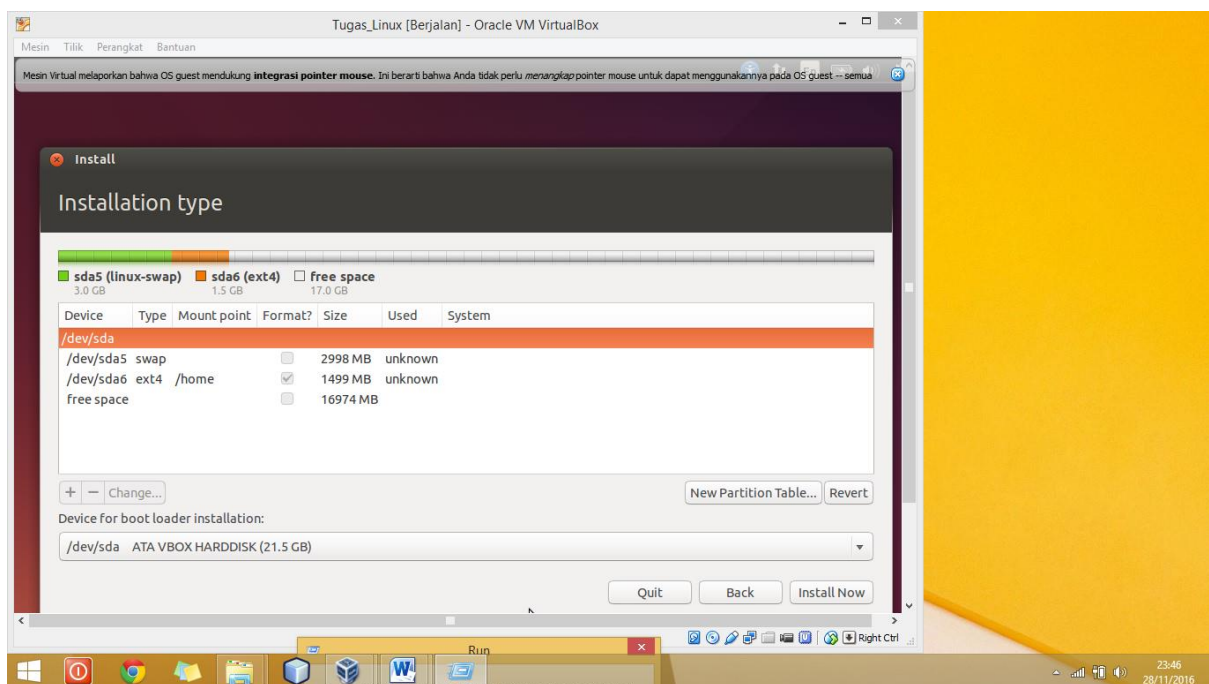 Tugas_Linux [Berjalan] - Oracle VM VirtualBox
Mesin Tilik Perangkat Bantuan
Mesin Virtual melaporkan bahwa OS guest mendukung integrasi pointer mouse. Ini berarti bahwa Anda tidak perlu menangkap pointer mouse untuk dapat menggunakannya pada OS guest -- semua
Install
Installation type
sda5 (linux-swap) sda6 (ext4) free space
3.0 GB 1.5 GB 17.0 GB
Device Type Mount point Format? Size Used System
/dev/sda
/dev/sda5 swap 2998 MB unknown
/dev/sda6 ext4 /home 1499 MB unknown
free space 16974 MB
+ - Change... New Partition Table... Revert
Device for boot loader installation:
/dev/sda ATA VBOX HARDDISK (21.5 GB)
Quit Back Install Now
Right Ctrl
Run
23:46
28/11/2016